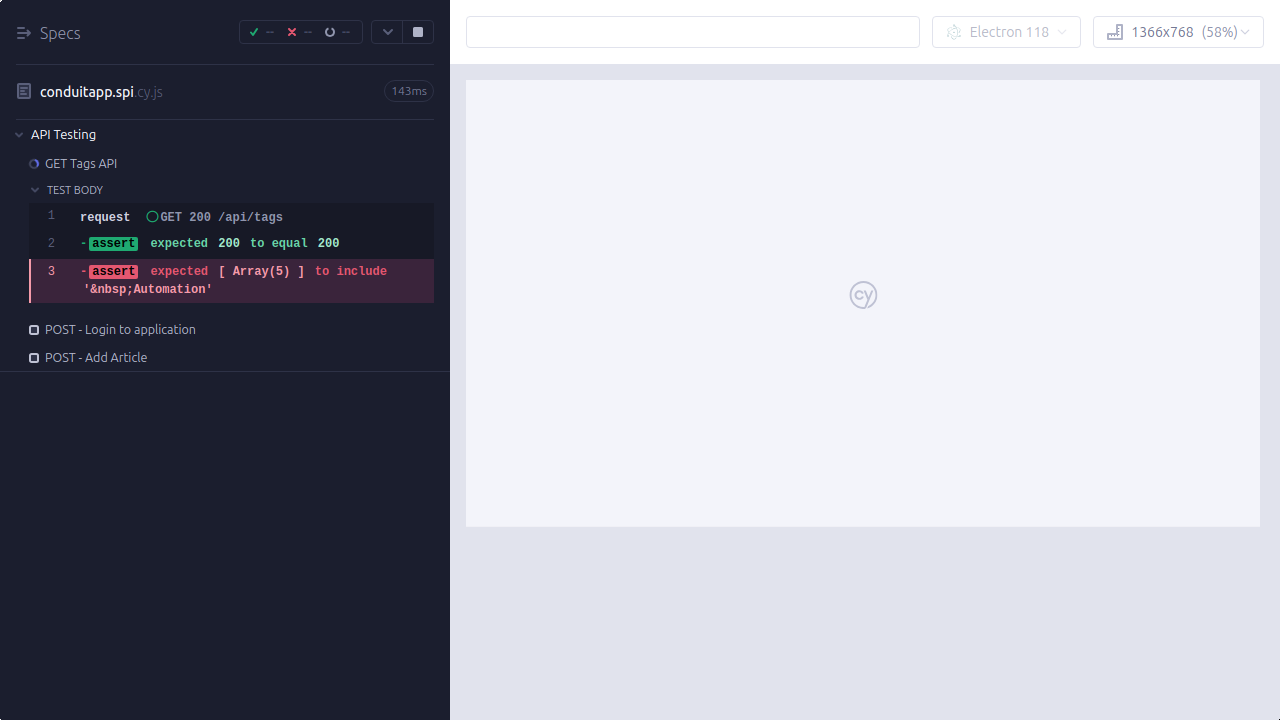 Specs -- -- --
Electron 118
1366x768 (58%)
conduitapp.spi.cy.js 143ms
API Testing
GET Tags API
TEST BODY
1 request GET 200 /api/tags
2 -assert expected 200 to equal 200
3 -assert expected [ Array(5) ] to include
'&nbsp;Automation'
POST - Login to application
POST - Add Article
cy